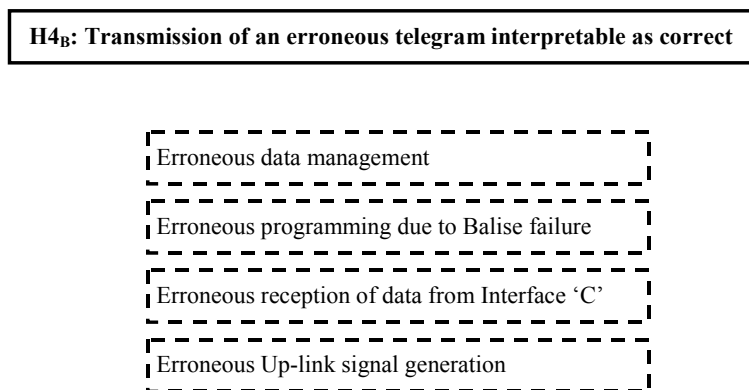 H4B: Transmission of an erroneous telegram interpretable as correct
Erroneous data management
Erroneous programming due to Balise failure
Erroneous reception of data from Interface ‘C’
Erroneous Up-link signal generation